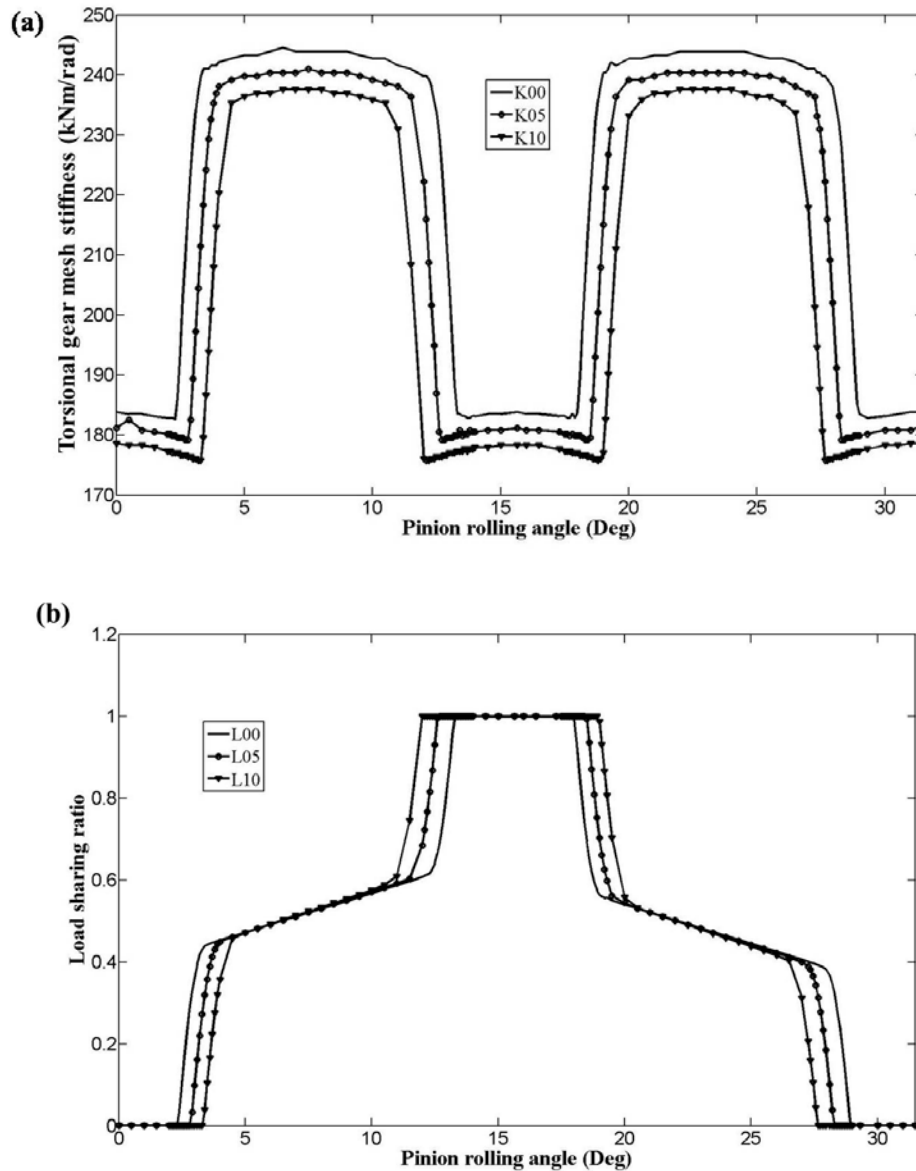 (a)
Torsional gear mesh stiffness (kNm/rad)
250
240
230
220
210
200
190
180
170
K00
K05
K10
0 5 10 15 20 25 30
Pinion rolling angle (Deg)
(b)
Load sharing ratio
1.2
1
0.8
0.6
0.4
0.2
0
L00
L05
L10
0 5 10 15 20 25 30
Pinion rolling angle (Deg)